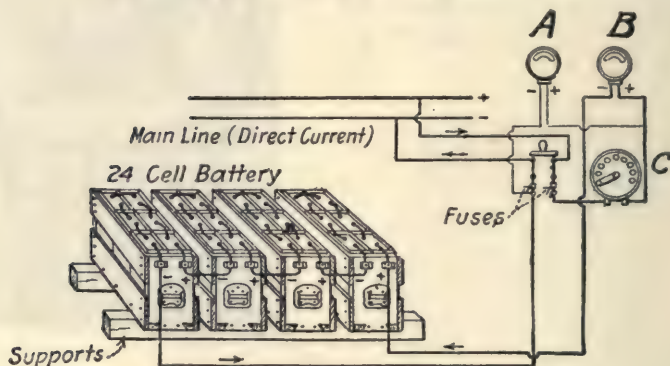 A B
- + - +
+
-
Main Line (Direct Current)
24 Cell Battery
C
Fuses
- + - + - + - +
Supports